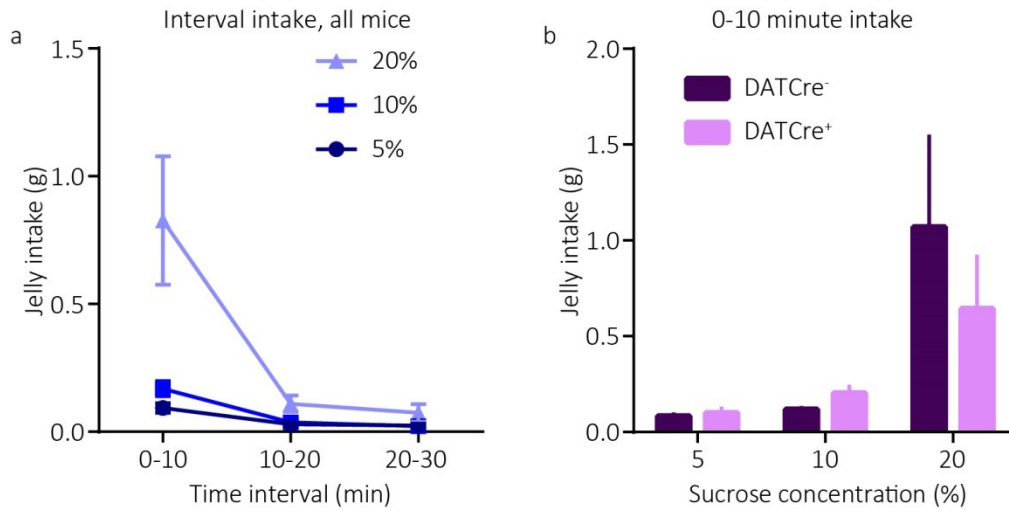 a
Interval intake, all mice
1.5
1.0
0.5
0.0
Jelly intake (g)
20%
10%
5%
0-10
10-20
20-30
Time interval (min)
b
0-10 minute intake
2.0
1.5
1.0
0.5
0.0
Jelly intake (g)
DATCre⁻
DATCre⁺
5
10
20
Sucrose concentration (%)